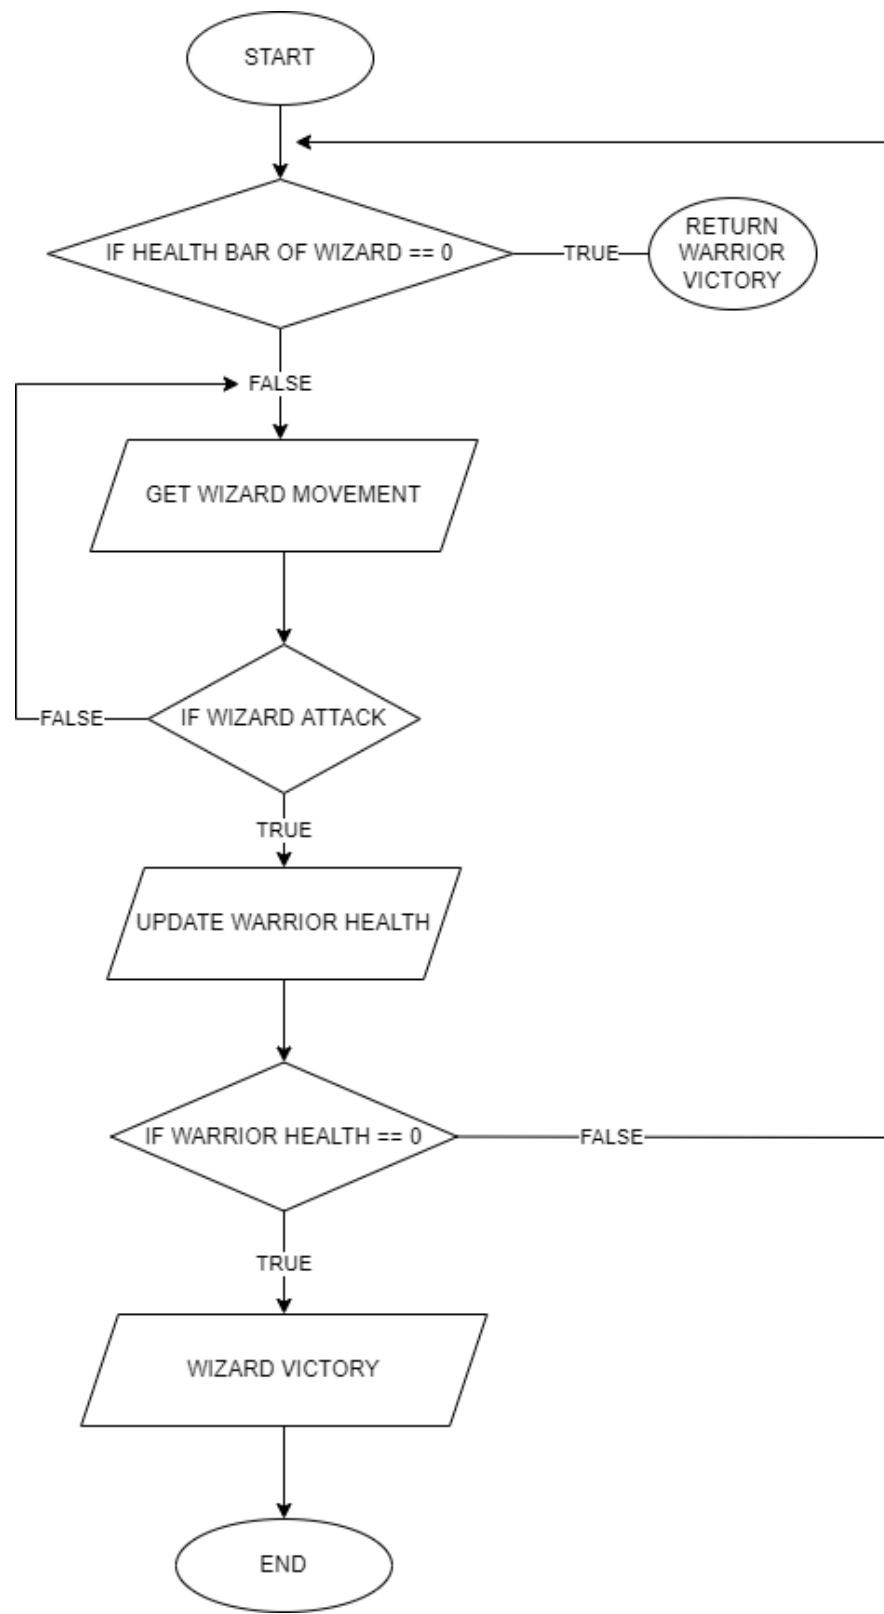 START
IF HEALTH BAR OF WIZARD == 0
TRUE
RETURN
WARRIOR
VICTORY
FALSE
GET WIZARD MOVEMENT
IF WIZARD ATTACK
FALSE
TRUE
UPDATE WARRIOR HEALTH
IF WARRIOR HEALTH == 0
FALSE
TRUE
WIZARD VICTORY
END